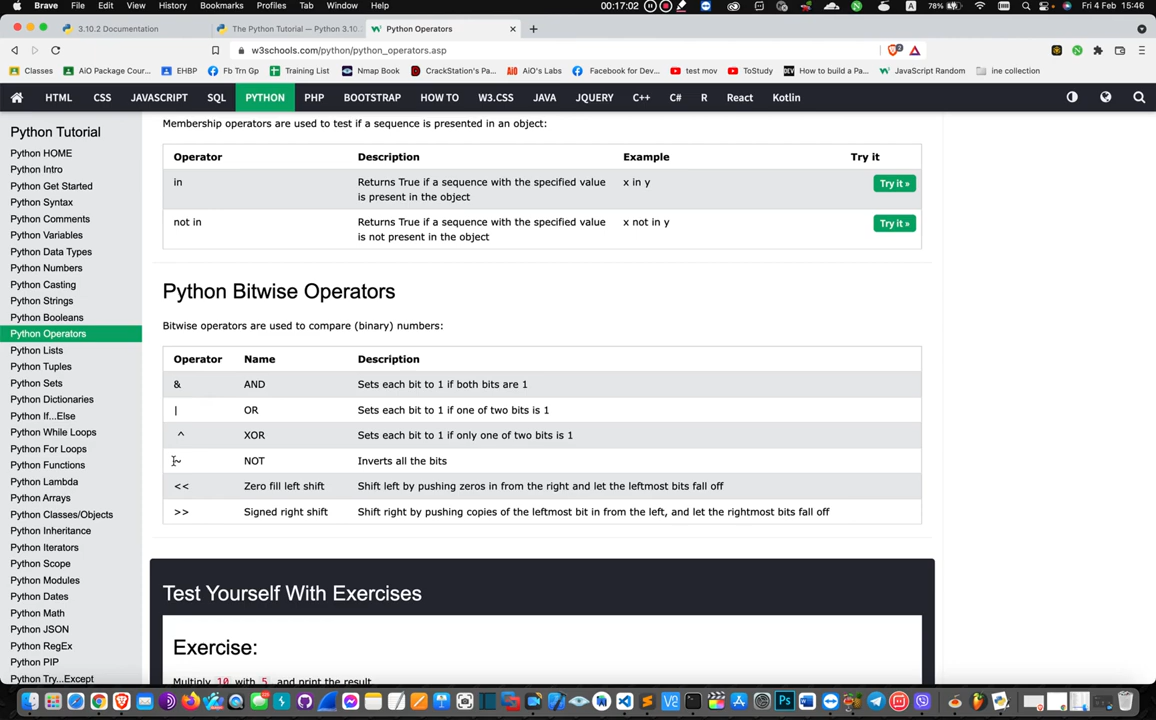 Brave File Edit View History Bookmarks Profiles Tab Window Help 00:17:02 78% Fri 4 Feb 15:46
3.10.2 Documentation The Python Tutorial — Python 3.10. Python Operators
w3schools.com/python/python_operators.asp
Classes AiO Package Cour... EHBP Fb Trn Gp Training List Nmap Book CrackStation's Pa... AiO's Labs Facebook for Dev... test mov ToStudy How to build a Pa... JavaScript Random ine collection
HTML CSS JAVASCRIPT SQL PYTHON PHP BOOTSTRAP HOW TO W3.CSS JAVA JQUERY C++ C# R React Kotlin
Python Tutorial
Python HOME
Python Intro
Python Get Started
Python Syntax
Python Comments
Python Variables
Python Data Types
Python Numbers
Python Casting
Python Strings
Python Booleans
Python Operators
Python Lists
Python Tuples
Python Sets
Python Dictionaries
Python If...Else
Python While Loops
Python For Loops
Python Functions
Python Lambda
Python Arrays
Python Classes/Objects
Python Inheritance
Python Iterators
Python Scope
Python Modules
Python Dates
Python Math
Python JSON
Python RegEx
Python PIP
Python Try...Except
Membership operators are used to test if a sequence is presented in an object:
Operator Description Example Try it
in Returns True if a sequence with the specified value x in y Try it »
is present in the object
not in Returns True if a sequence with the specified value x not in y Try it »
is not present in the object
Python Bitwise Operators
Bitwise operators are used to compare (binary) numbers:
Operator Name Description
& AND Sets each bit to 1 if both bits are 1
| OR Sets each bit to 1 if one of two bits is 1
^ XOR Sets each bit to 1 if only one of two bits is 1
~ NOT Inverts all the bits
<< Zero fill left shift Shift left by pushing zeros in from the right and let the leftmost bits fall off
>> Signed right shift Shift right by pushing copies of the leftmost bit in from the left, and let the rightmost bits fall off
Test Yourself With Exercises
Exercise:
Multiply 10 with 5, and print the result.